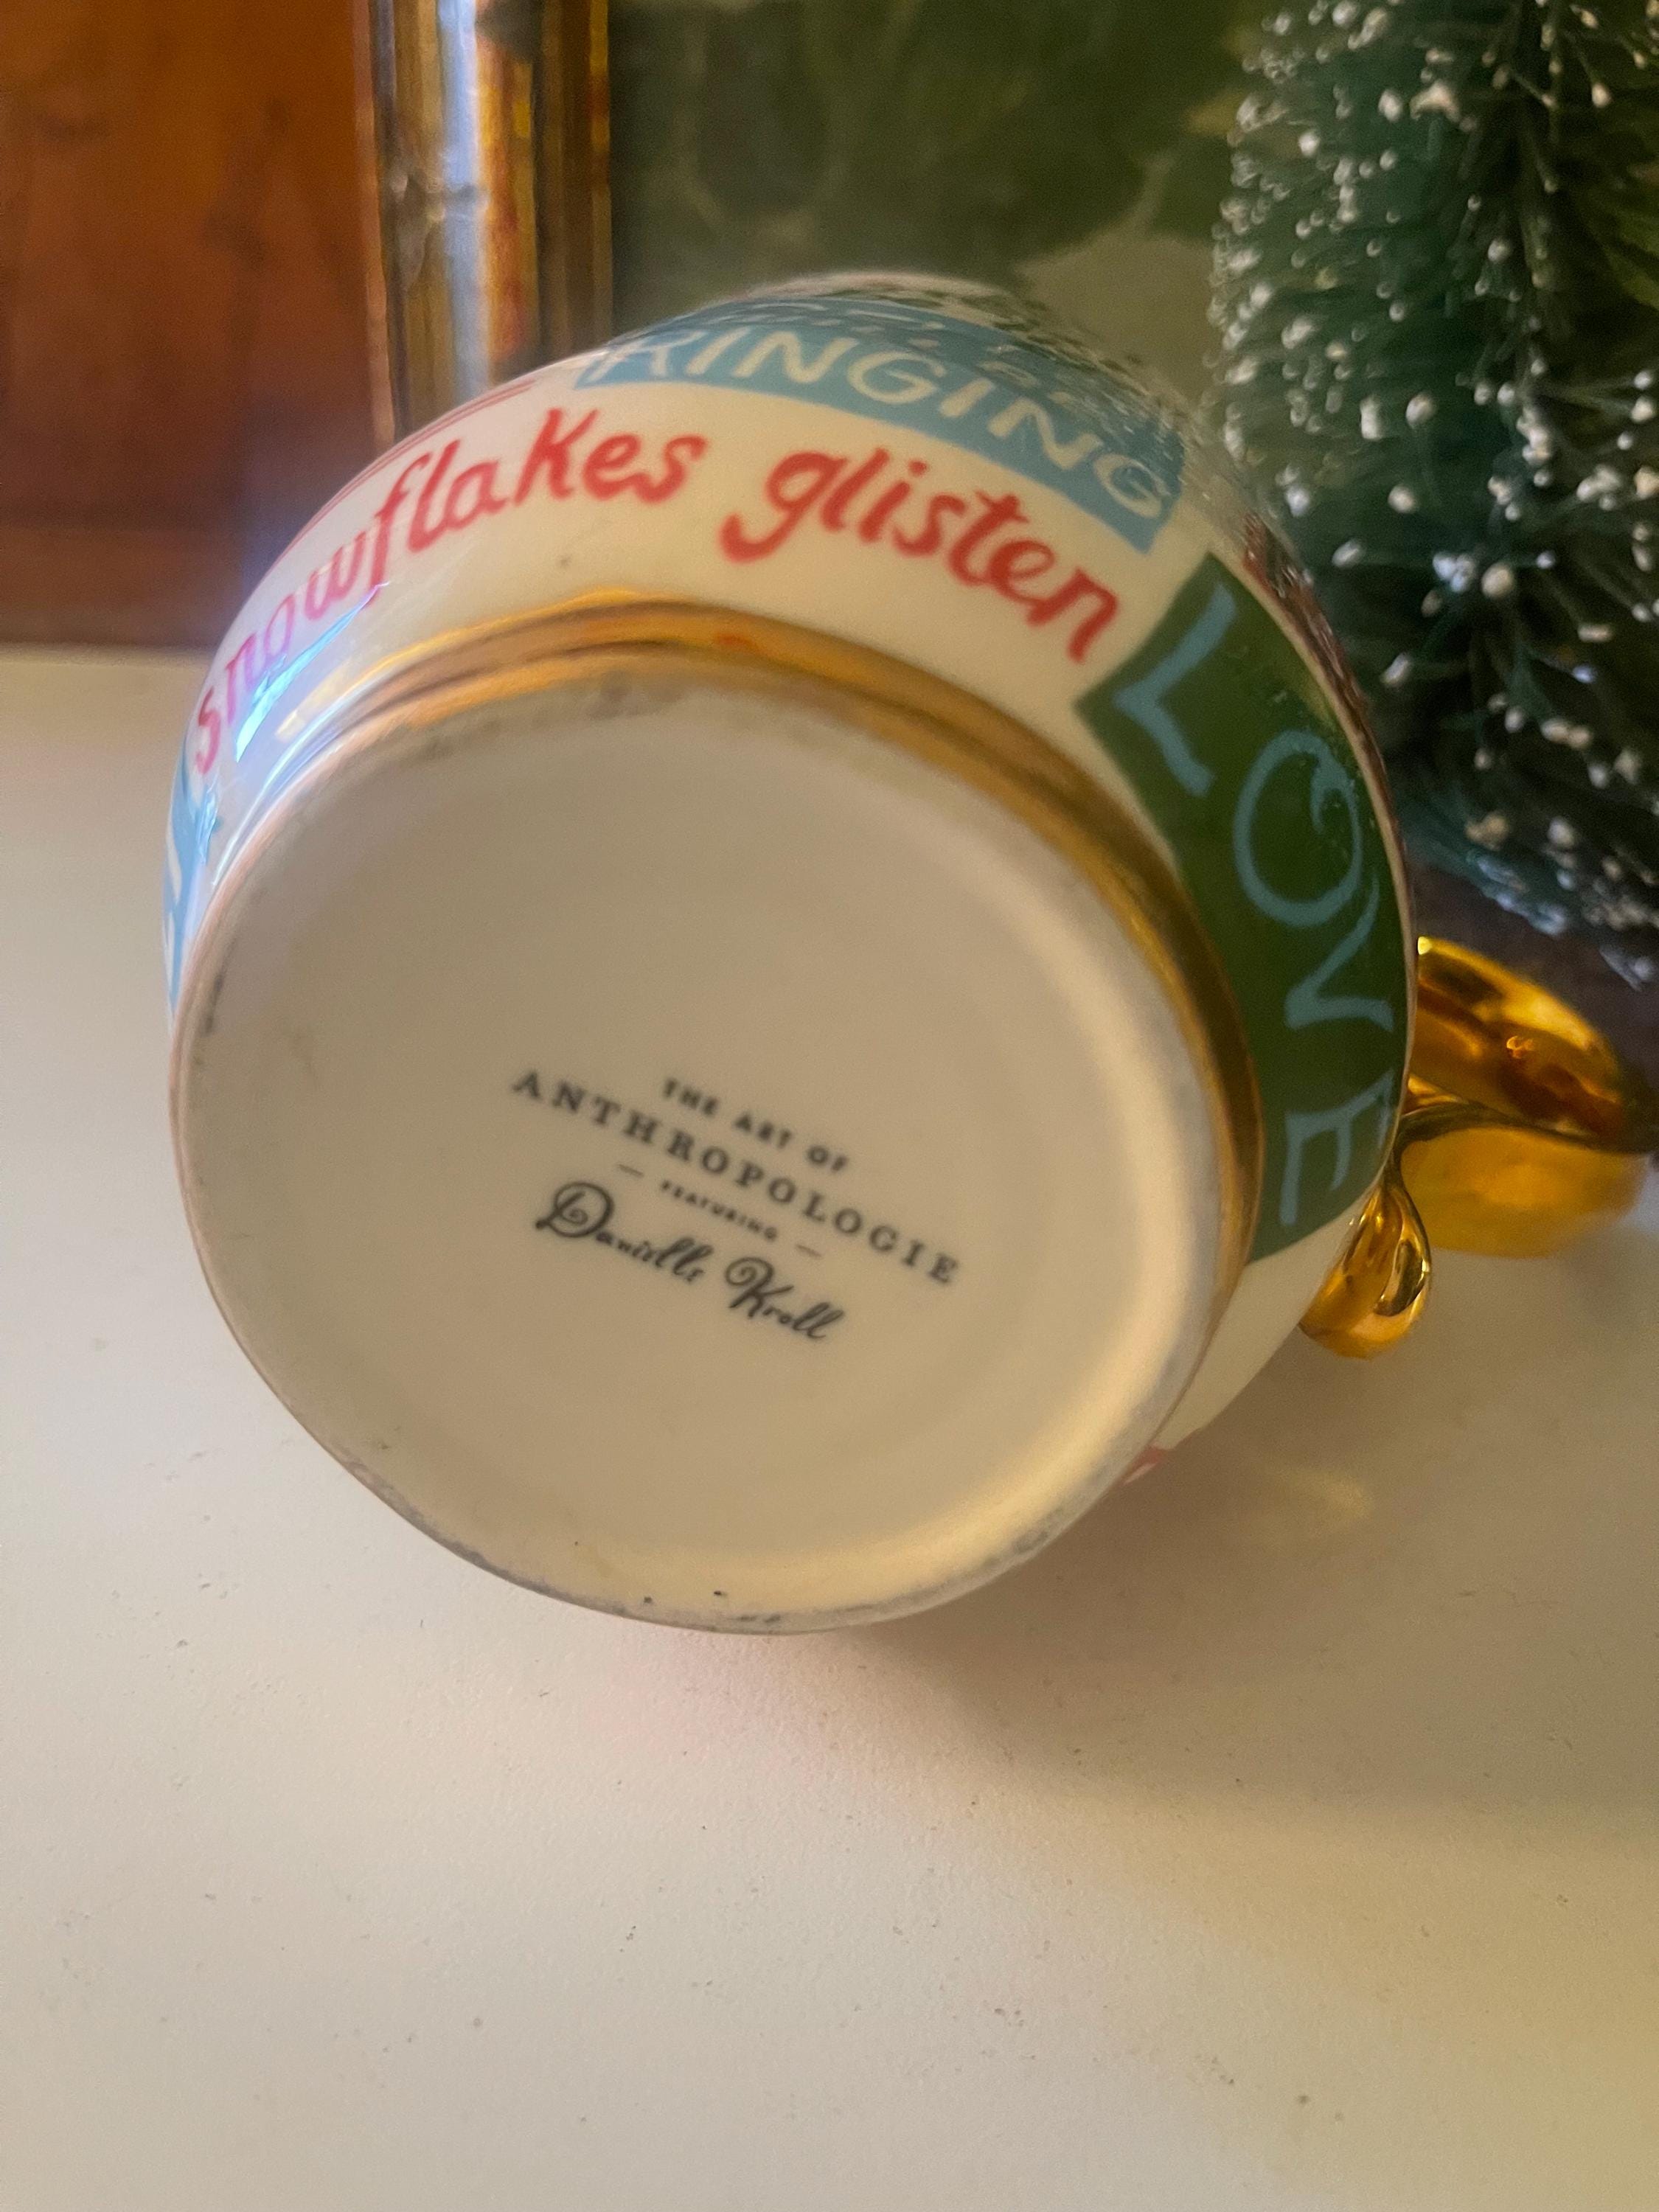 RINGING
snowflakes glisten
LOVE
THE ART OF
ANTHROPOLOGIE
— FEATURING —
Danielle Kroll